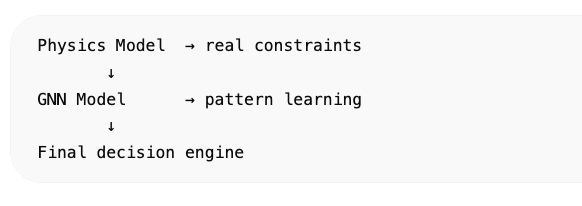 Physics Model  → real constraints
↓
GNN Model      → pattern learning
↓
Final decision engine